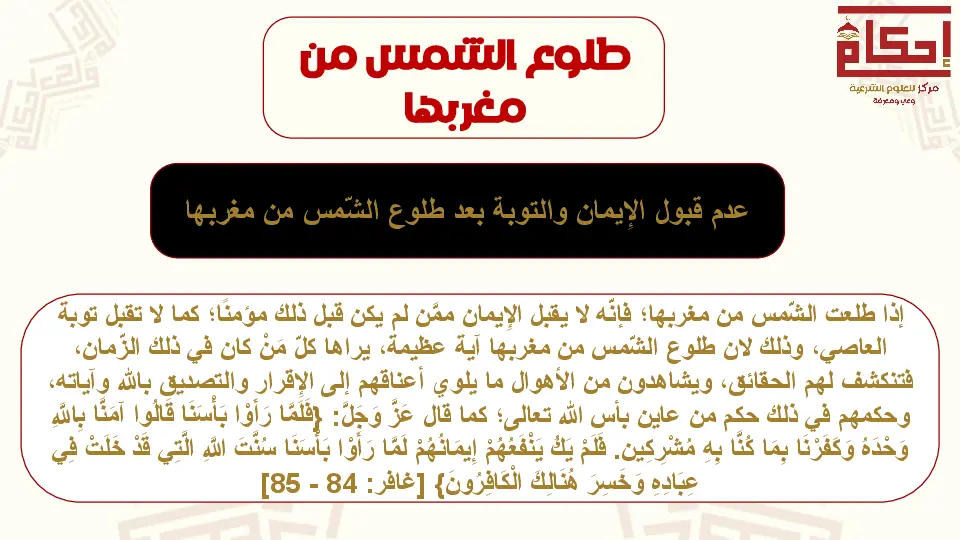 إحكام
مركز للعلوم الشرعية
وعي ومعرفة
طلوع الشمس من
مغربها
عدم قبول الإيمان والتوبة بعد طلوع الشّمس من مغربها
إذا طلعت الشّمس من مغربها؛ فإنّه لا يقبل الإيمان ممَّن لم يكن قبل ذلك مؤمنًا؛ كما لا تقبل توبة
العاصي، وذلك لان طلوع الشّمس من مغربها آية عظيمة، يراها كلّ مَنْ كان في ذلك الزّمان،
فتنكشف لهم الحقائق، ويشاهدون من الأهوال ما يلوي أعناقهم إلى الإقرار والتصديق بالله وآياته،
وحكمهم في ذلك حكم من عاين بأس الله تعالى؛ كما قال عَزَّ وَجَلَّ: {فَلَمَّا رَأَوْا بَأْسَنَا قَالُوا آمَنَّا بِاللَّهِ
وَحْدَهُ وَكَفَرْنَا بِمَا كُنَّا بِهِ مُشْرِكِين. فَلَمْ يَكُ يَنْفَعُهُمْ إِيمَانُهُمْ لَمَّا رَأَوْا بَأْسَنَا سُنَّتَ اللَّهِ الَّتِي قَدْ خَلَتْ فِي
عِبَادِهِ وَخَسِرَ هُنَالِكَ الْكَافِرُونَ} [غافر: 84 - 85]